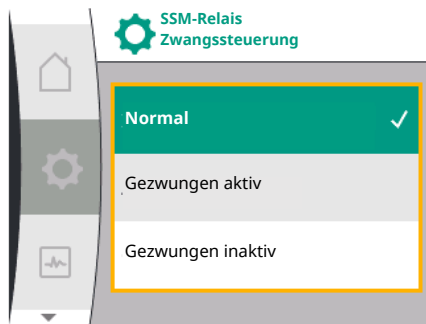 SSM-Relais
Zwangssteuerung
Normal
Gezwungen aktiv
Gezwungen inaktiv